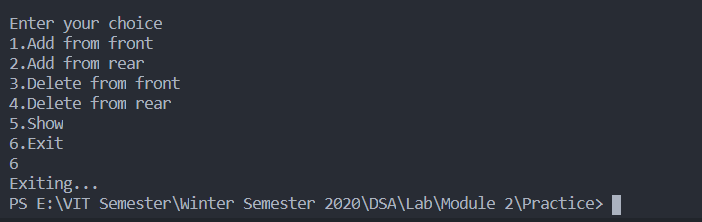 Enter your choice
1.Add from front
2.Add from rear
3.Delete from front
4.Delete from rear
5.Show
6.Exit
6
Exiting...
PS E:\VIT Semester\Winter Semester 2020\DSA\Lab\Module 2\Practice>